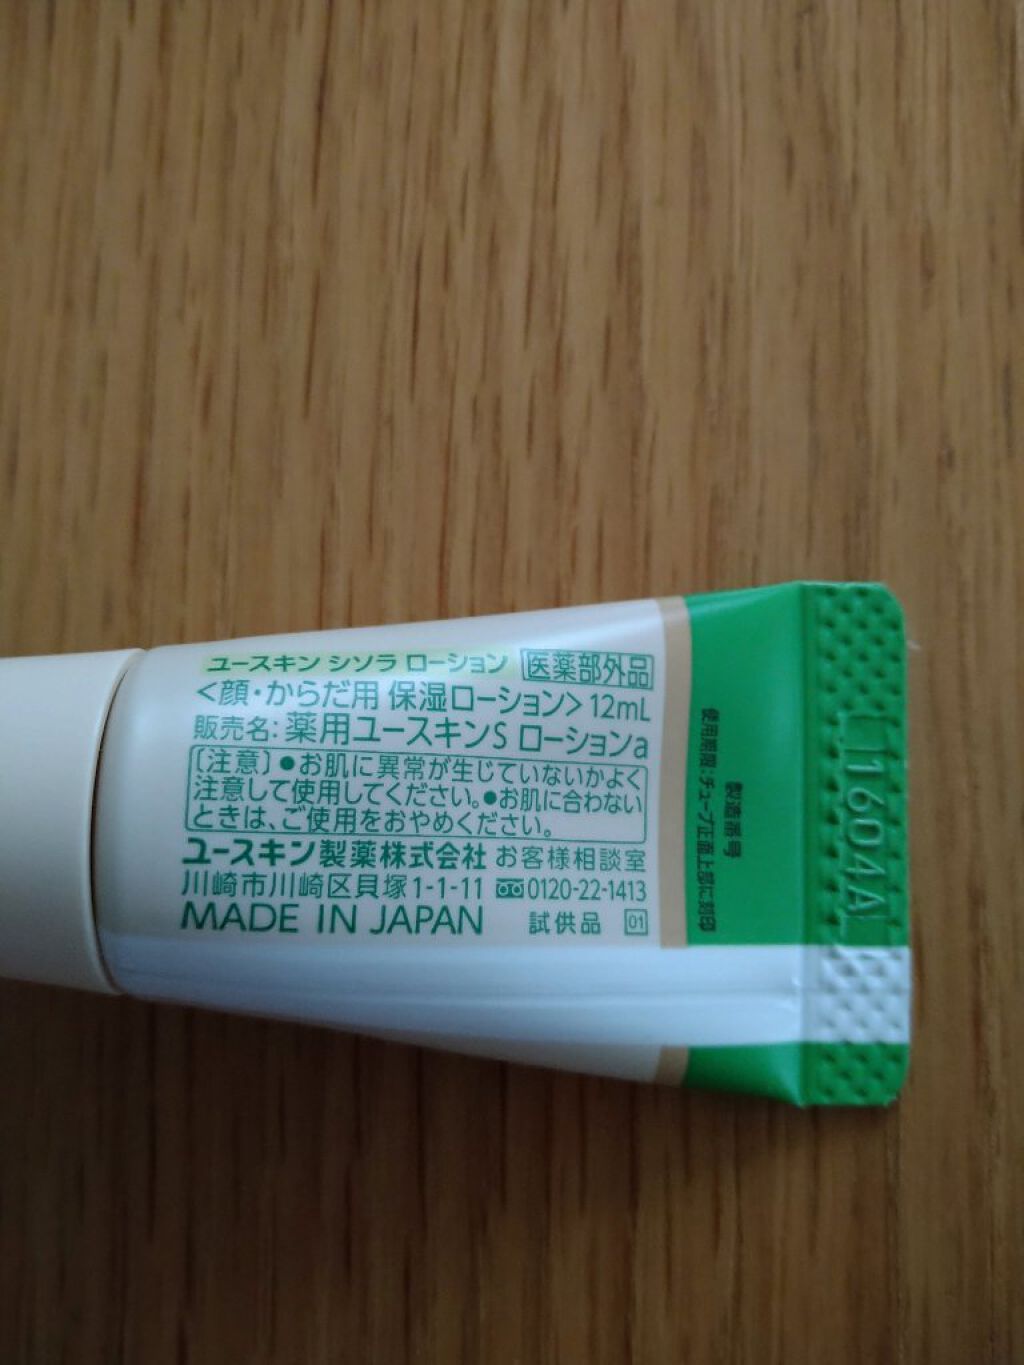 ユースキン シソラ ローション 医薬部外品
<顔・からだ用 保湿ローション> 12mL
販売名: 薬用ユースキンS ローションa
〔注意〕●お肌に異常が生じていないかよく
注意して使用してください。●お肌に合わない
ときは、ご使用をおやめください。
ユースキン製薬株式会社 お客様相談室
川崎市川崎区貝塚1-1-11 0120-22-1413
MADE IN JAPAN 試供品 01
製造番号
使用期限:チューブ正面上部に刻印
1604A